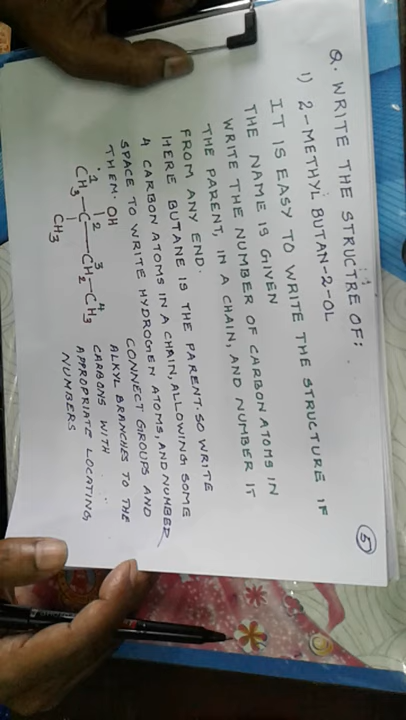 5
Q. WRITE THE STRUCTRE OF:
1) 2-METHYL BUTAN-2-OL
IT IS EASY TO WRITE THE STRUCTURE IF
THE NAME IS GIVEN
WRITE THE NUMBER OF CARBON ATOMS IN
THE PARENT, IN A CHAIN, AND NUMBER IT
FROM ANY END.
HERE BUTANE IS THE PARENT. SO WRITE
4 CARBON ATOMS IN A CHAIN, ALLOWING SOME
SPACE TO WRITE HYDROGEN ATOMS, AND NUMBER
THEM.
CONNECT GROUPS AND
ALKYL BRANCHES TO THE
CARBONS WITH
APPROPRIATE LOCATING
NUMBERS
OH
1 2 3 4
CH3-C-CH2-CH3
CH3